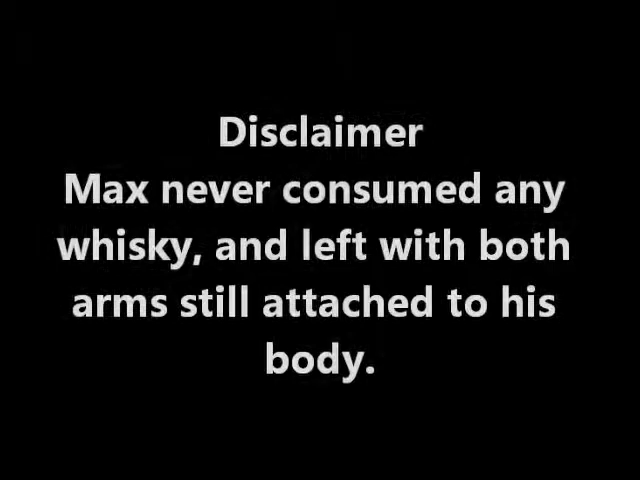 Disclaimer
Max never consumed any
whisky, and left with both
arms still attached to his
body.